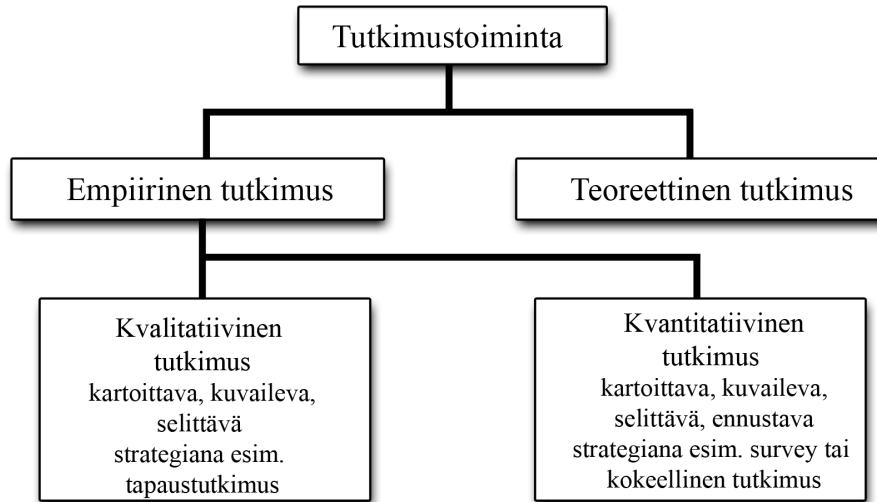 Tutkimustoiminta
Empiirinen tutkimus
Teoreettinen tutkimus
Kvalitatiivinen
tutkimus
kartoittava, kuvaileva,
selittävä
strategiana esim.
tapaustutkimus
Kvantitatiivinen
tutkimus
kartoittava, kuvaileva,
selittävä, ennustava
strategiana esim. survey tai
kokeellinen tutkimus